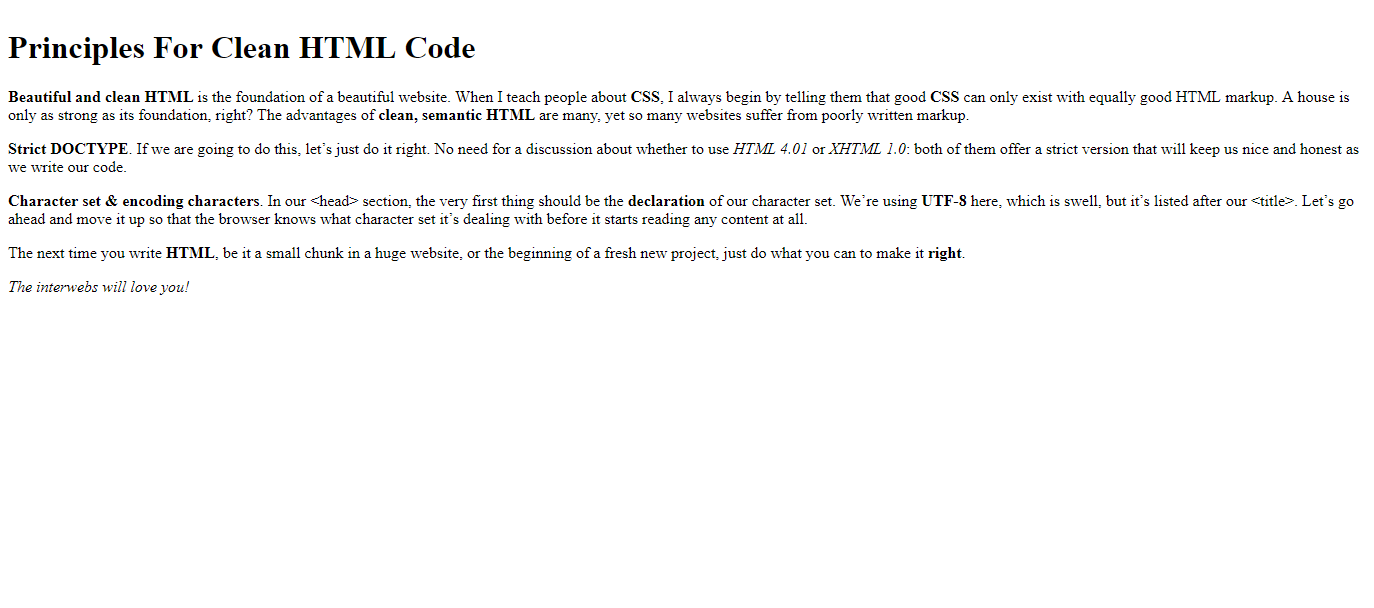 Principles For Clean HTML Code
Beautiful and clean HTML is the foundation of a beautiful website. When I teach people about CSS, I always begin by telling them that good CSS can only exist with equally good HTML markup. A house is
only as strong as its foundation, right? The advantages of clean, semantic HTML are many, yet so many websites suffer from poorly written markup.
Strict DOCTYPE. If we are going to do this, let’s just do it right. No need for a discussion about whether to use HTML 4.01 or XHTML 1.0: both of them offer a strict version that will keep us nice and honest as
we write our code.
Character set & encoding characters. In our <head> section, the very first thing should be the declaration of our character set. We’re using UTF-8 here, which is swell, but it’s listed after our <title>. Let’s go
ahead and move it up so that the browser knows what character set it’s dealing with before it starts reading any content at all.
The next time you write HTML, be it a small chunk in a huge website, or the beginning of a fresh new project, just do what you can to make it right.
The interwebs will love you!